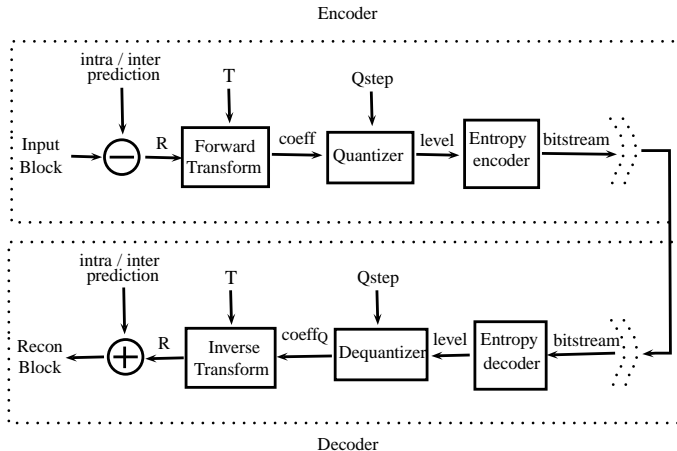 Encoder
intra / inter
prediction
T
Qstep
Input
Block
R
Forward
Transform
coeff
Quantizer
level
Entropy
encoder
bitstream
intra / inter
prediction
T
Qstep
Recon
Block
R
Inverse
Transform
coeffQ
Dequantizer
level
Entropy
decoder
bitstream
Decoder